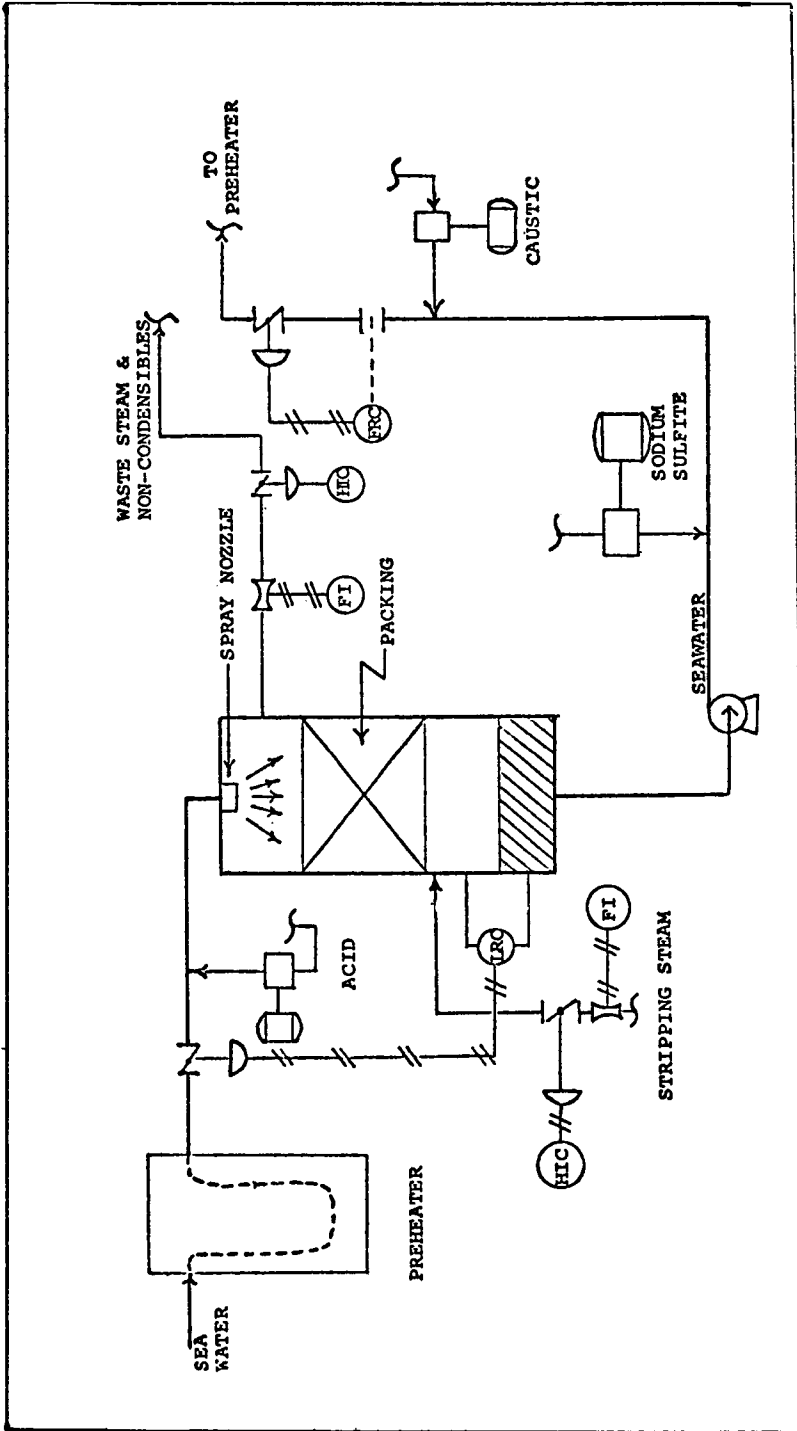 SEA
WATER
PREHEATER
ACID
HIC
STRIPPING STEAM
FI
LRC
SPRAY NOZZLE
PACKING
FI
HIC
WASTE STEAM &
NON-CONDENSIBLES
FRC
TO
PREHEATER
CAUSTIC
SODIUM
SULFITE
SEAWATER